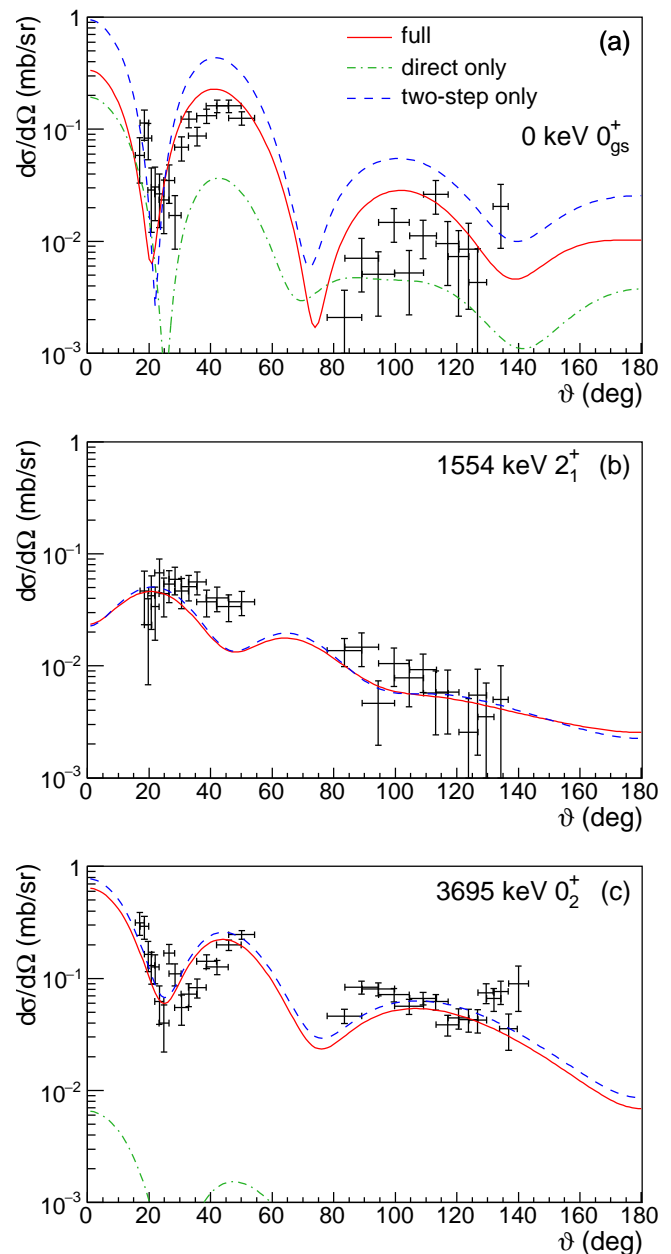 (a)
full
direct only
two-step only
0 keV 0⁺gs
dσ/dΩ (mb/sr)
1
10⁻¹
10⁻²
10⁻³
0 20 40 60 80 100 120 140 160 180
ϑ (deg)
1554 keV 2⁺₁ (b)
dσ/dΩ (mb/sr)
1
10⁻¹
10⁻²
10⁻³
0 20 40 60 80 100 120 140 160 180
ϑ (deg)
3695 keV 0⁺₂ (c)
dσ/dΩ (mb/sr)
1
10⁻¹
10⁻²
10⁻³
0 20 40 60 80 100 120 140 160 180
ϑ (deg)